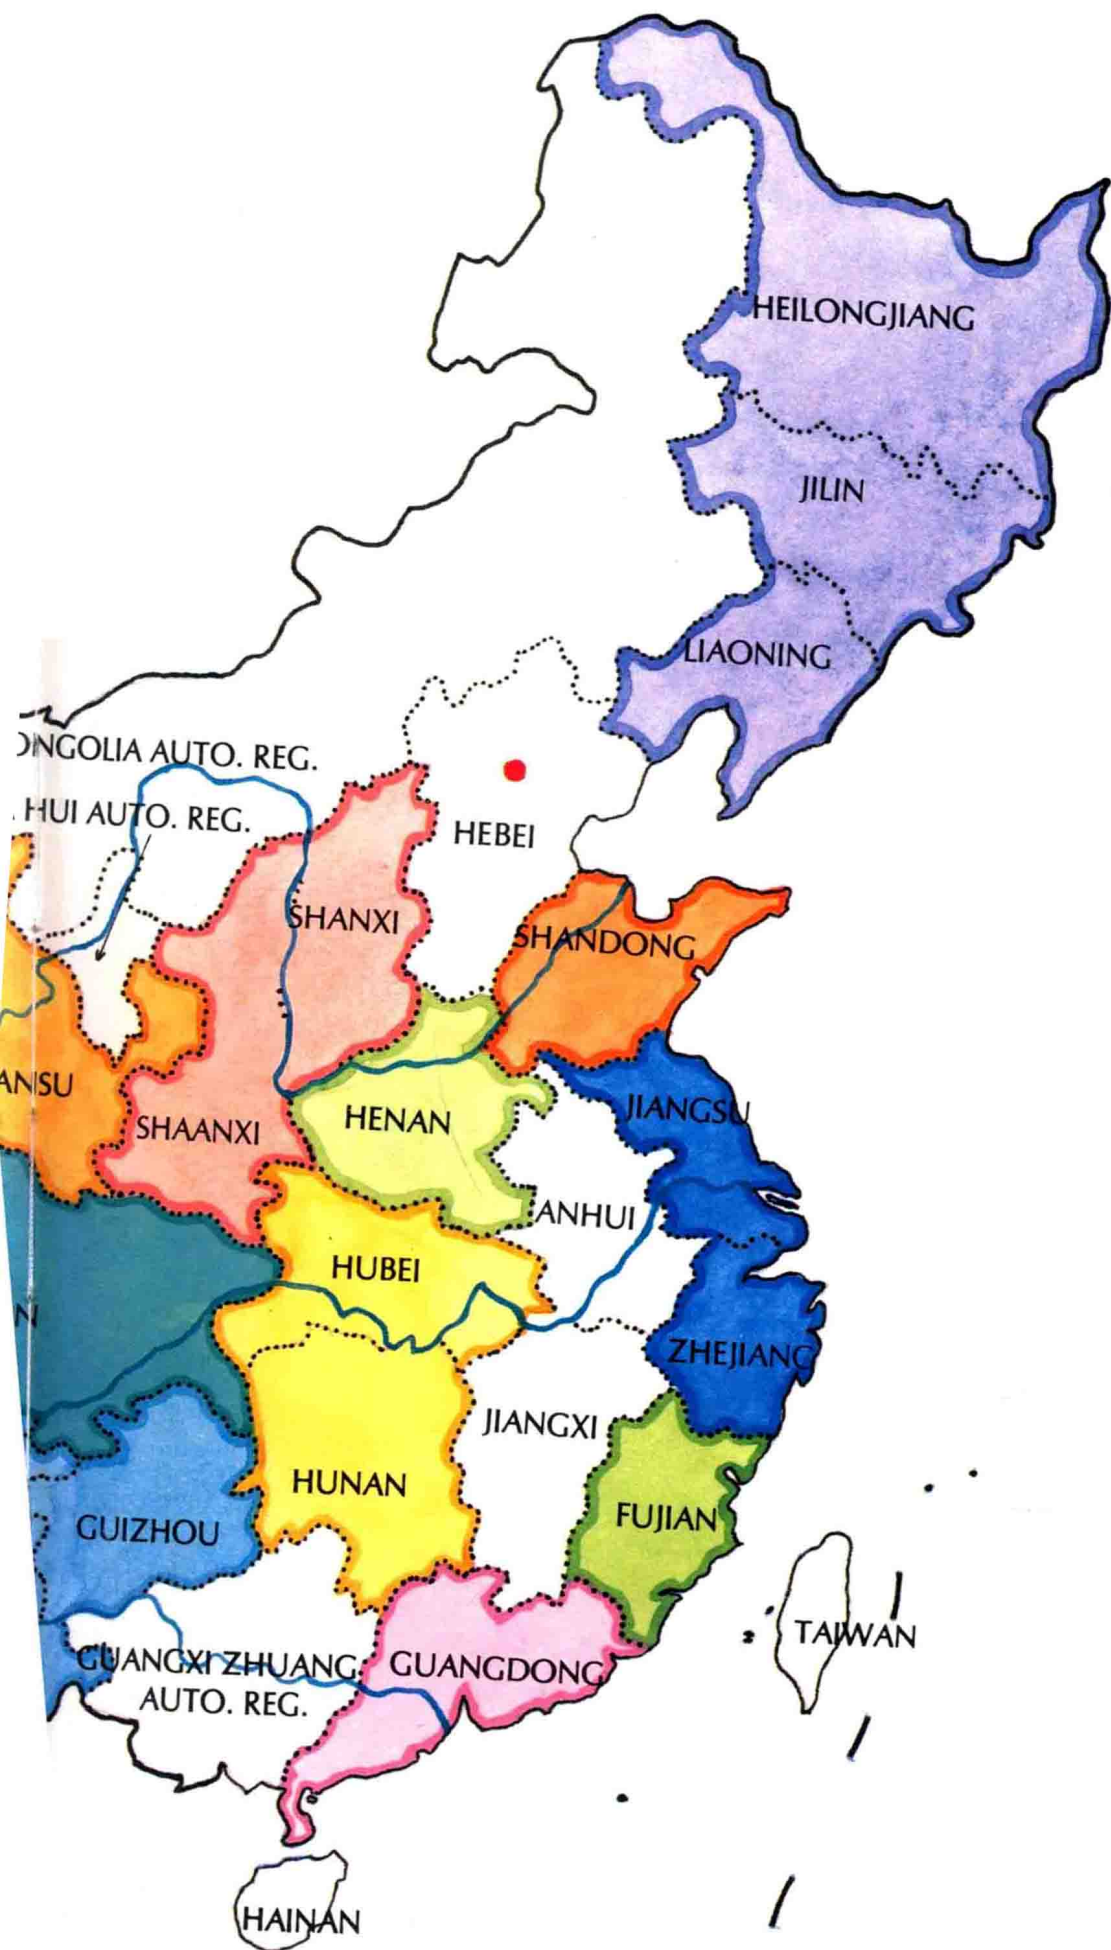 HEILONGJIANG
JILIN
LIAONING
ONGOLIA AUTO. REG.
HUI AUTO. REG.
HEBEI
SHANXI
SHANDONG
ANSU
SHAANXI
HENAN
JIANGSU
ANHUI
HUBEI
N
ZHEJIANG
JIANGXI
HUNAN
FUJIAN
GUIZHOU
TAIWAN
GUANGXI ZHUANG
AUTO. REG.
GUANGDONG
HAINAN